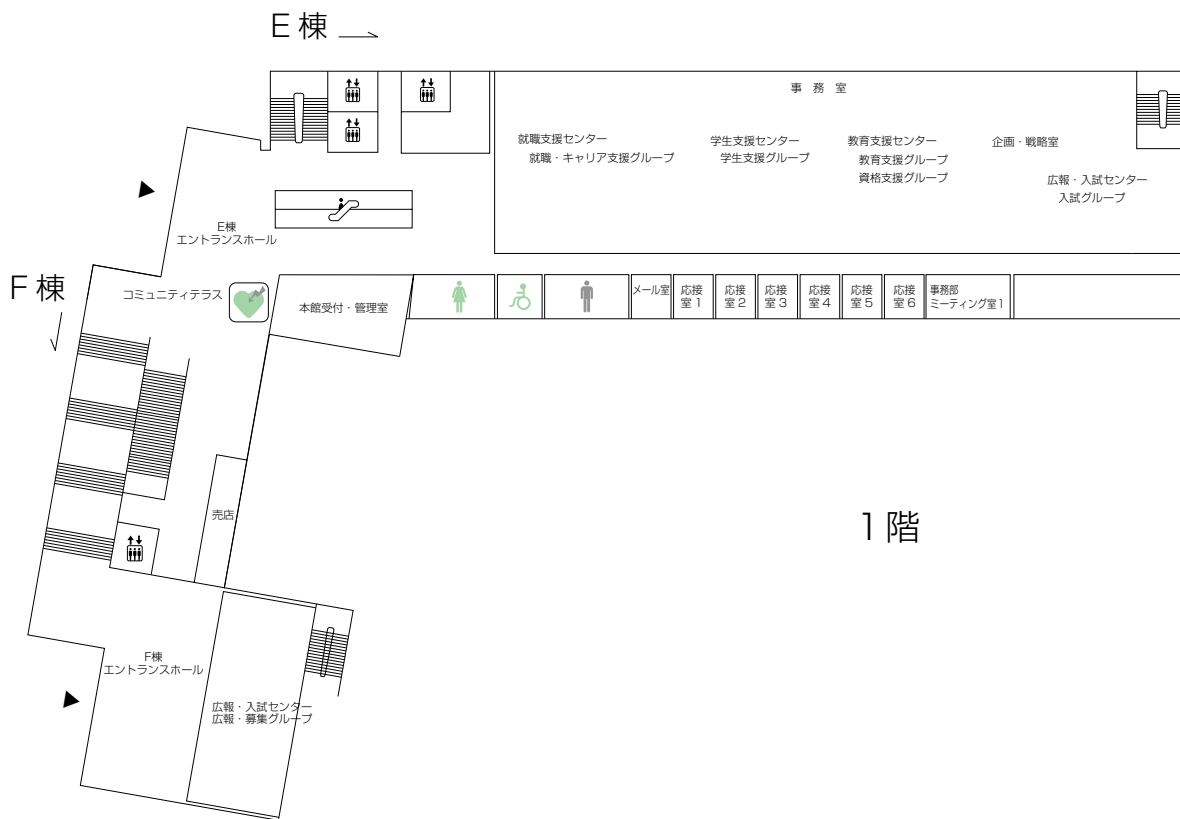 E棟
事務室
就職支援センター
就職・キャリア支援グループ
学生支援センター
学生支援グループ
教育支援センター
教育支援グループ
資格支援グループ
企画・戦略室
広報・入試センター
入試グループ
E棟
エントランスホール
F棟
コミュニティテラス
本館受付・管理室
メール室
応接
室1
応接
室2
応接
室3
応接
室4
応接
室5
応接
室6
事務部
ミーティング室1
売店
1階
F棟
エントランスホール
広報・入試センター
広報・募集グループ